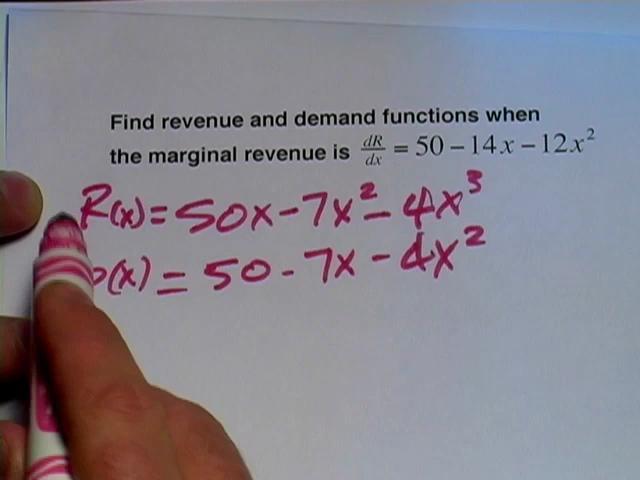 Find revenue and demand functions when
the marginal revenue is dR/dx = 50 − 14x − 12x²
R(x) = 50x − 7x² − 4x³
(x) = 50 - 7x - 4x²